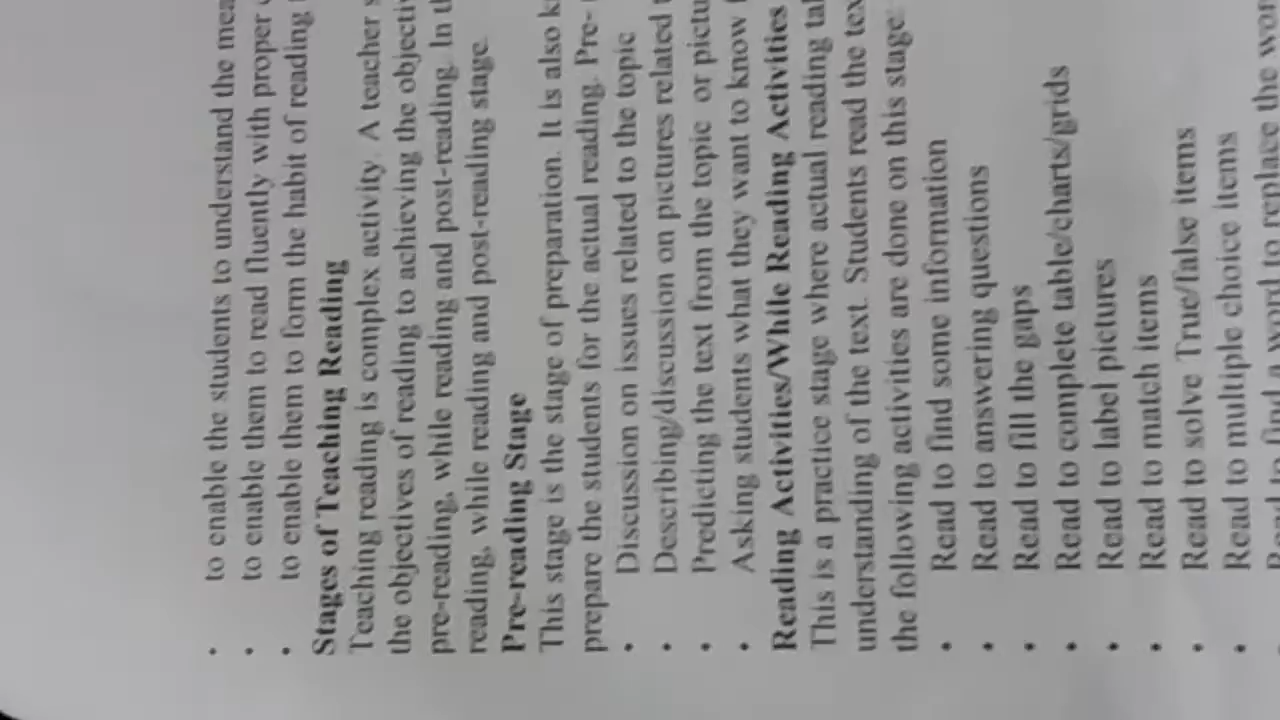 • to enable the students to understand the
• to enable them to read fluently with proper
• to enable them to form the habit of reading
Stages of Teaching Reading
Teaching reading is complex activity. A teacher
the objectives of reading to achieving the
pre-reading, while reading and post-reading. In
reading, while reading and post-reading stage.
Pre-reading Stage
This stage is the stage of preparation. It is also
prepare the students for the actual reading. Pre-
• Discussion on issues related to the topic
• Describing/discussion on pictures related
• Predicting the text from the topic or
• Asking students what they want to know
Reading Activities/While Reading Activities
This is a practice stage where actual reading
understanding of the text. Students read the
the following activities are done on this stage:
• Read to find some information
• Read to answering questions
• Read to fill the gaps
• Read to complete table/charts/grids
• Read to label pictures
• Read to match items
• Read to solve True/false items
• Read to multiple choice items
• Read to find a word to replace the